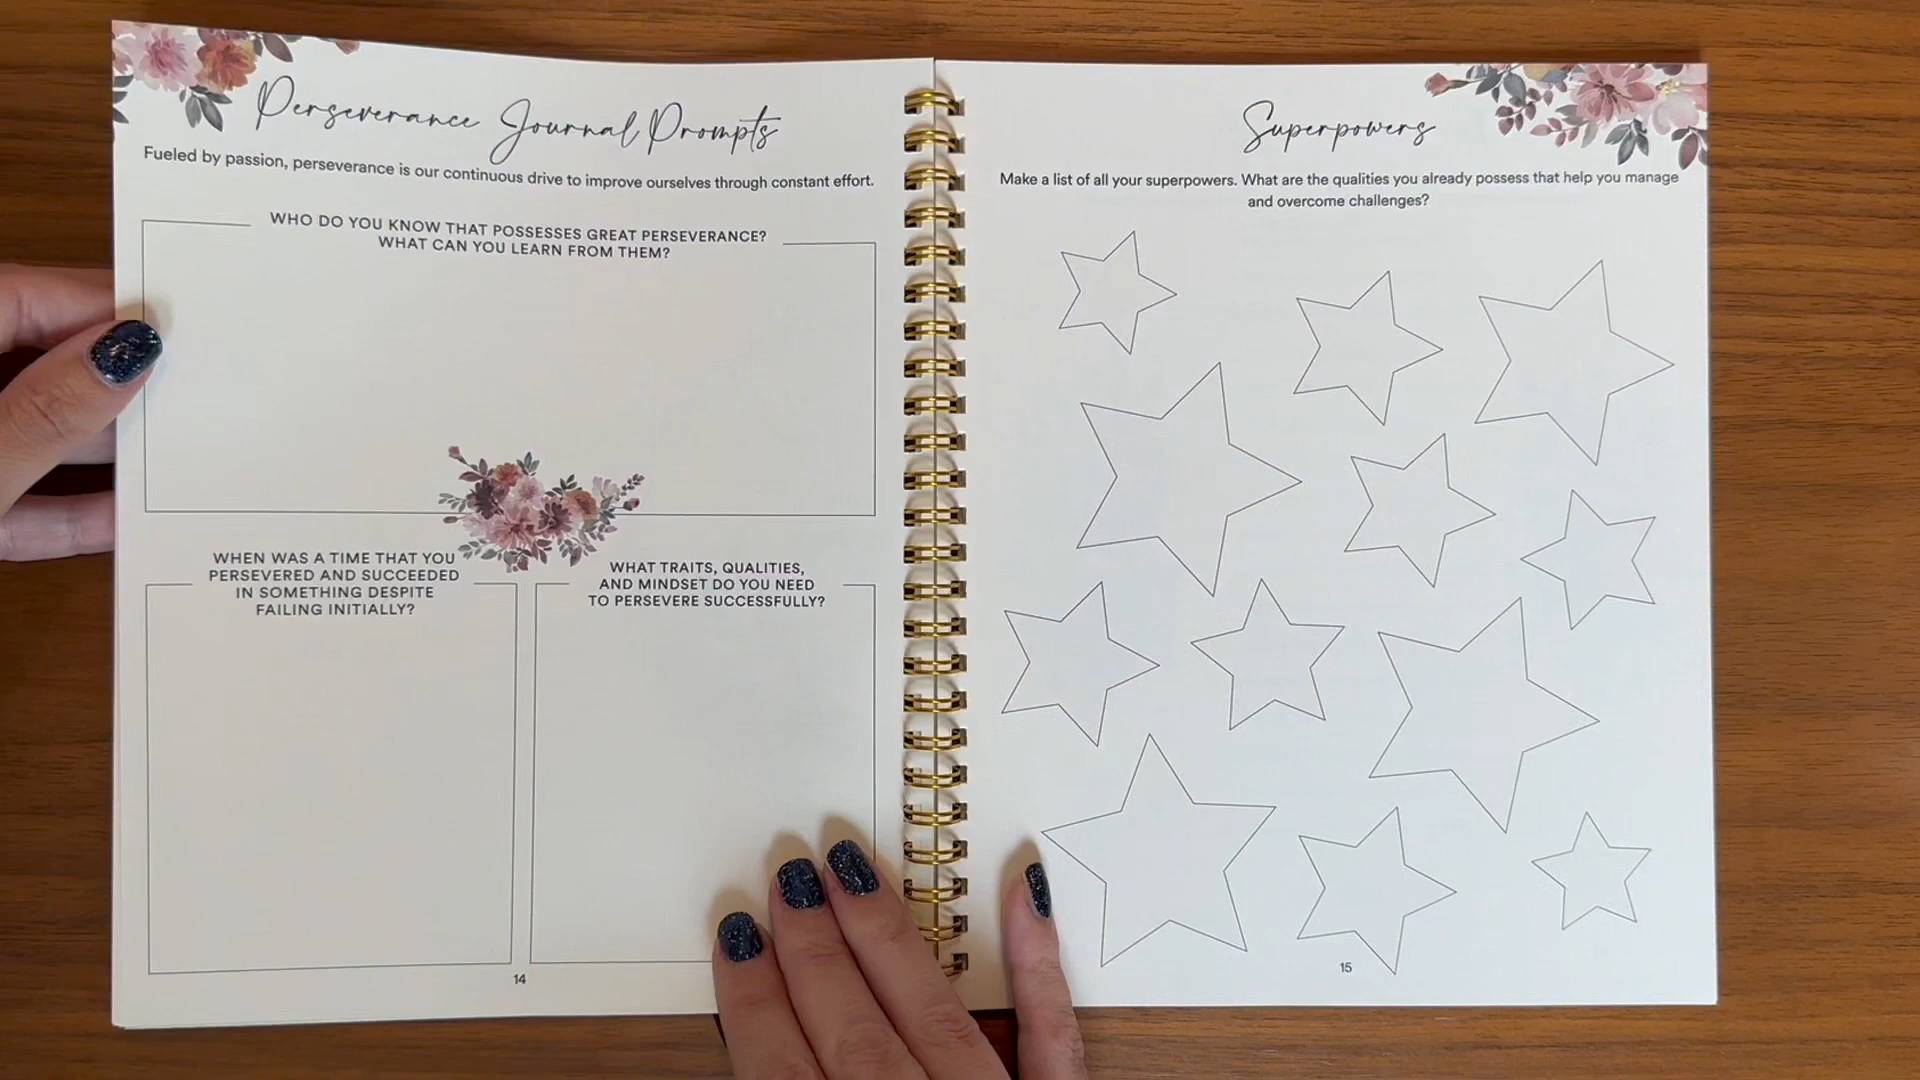 Perseverance Journal Prompts
Fueled by passion, perseverance is our continuous drive to improve ourselves through constant effort.
WHO DO YOU KNOW THAT POSSESSES GREAT PERSEVERANCE?
WHAT CAN YOU LEARN FROM THEM?
WHEN WAS A TIME THAT YOU
PERSEVERED AND SUCCEEDED
IN SOMETHING DESPITE
FAILING INITIALLY?
WHAT TRAITS, QUALITIES,
AND MINDSET DO YOU NEED
TO PERSEVERE SUCCESSFULLY?
14
Superpowers
Make a list of all your superpowers. What are the qualities you already possess that help you manage
and overcome challenges?
15